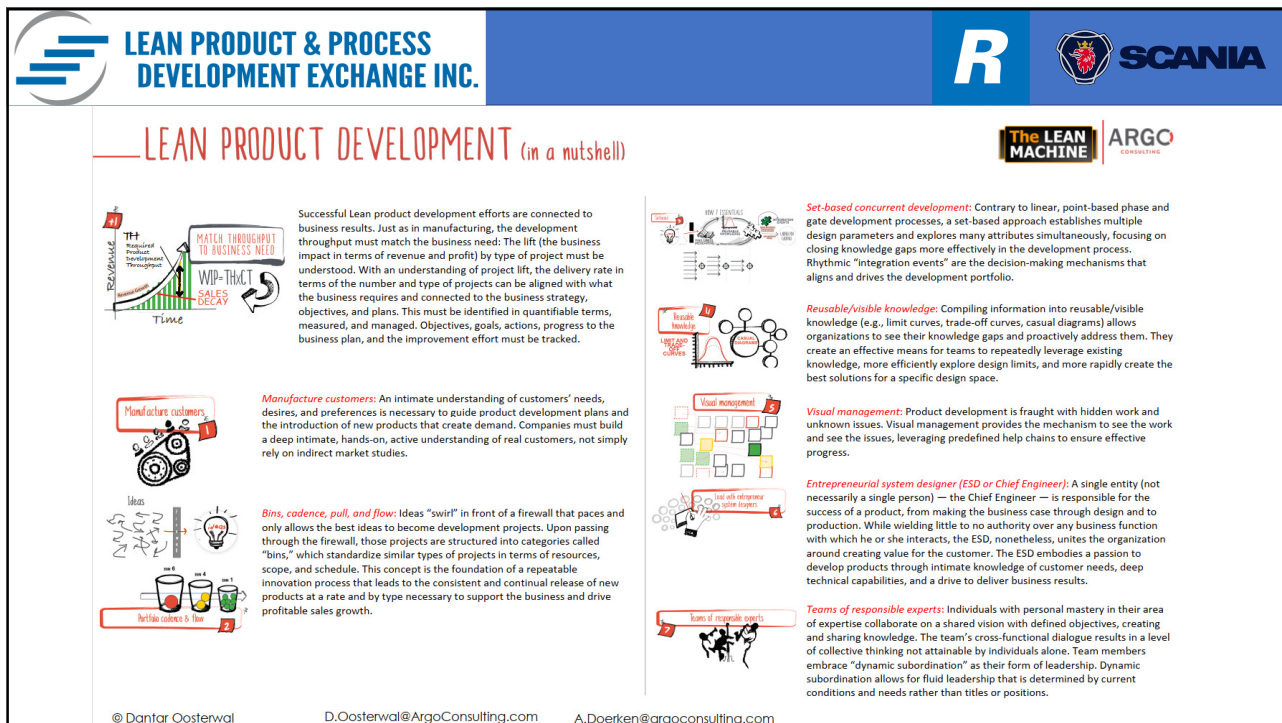 LEAN PRODUCT & PROCESS
DEVELOPMENT EXCHANGE INC.
R
SCANIA
LEAN PRODUCT DEVELOPMENT (in a nutshell)
The LEAN
MACHINE
ARGO
CONSULTING
+1
Revenue
TH
Required
Product
Development
Throughput
Revenue Growth
SALES
DECAY
Time
MATCH THROUGHPUT
TO BUSINESS NEED
WIP=THxCT
Successful Lean product development efforts are connected to
business results. Just as in manufacturing, the development
throughput must match the business need: The lift (the business
impact in terms of revenue and profit) by type of project must be
understood. With an understanding of project lift, the delivery rate in
terms of the number and type of projects can be aligned with what
the business requires and connected to the business strategy,
objectives, and plans. This must be identified in quantifiable terms,
measured, and managed. Objectives, goals, actions, progress to the
business plan, and the improvement effort must be tracked.
Manufacture customers
1
Manufacture customers: An intimate understanding of customers' needs,
desires, and preferences is necessary to guide product development plans and
the introduction of new products that create demand. Companies must build
a deep intimate, hands-on, active understanding of real customers, not simply
rely on indirect market studies.
Ideas
ideas
BIN 6
BIN 4
BIN 1
Portfolio cadence & flow
2
Bins, cadence, pull, and flow: Ideas "swirl" in front of a firewall that paces and
only allows the best ideas to become development projects. Upon passing
through the firewall, those projects are structured into categories called
"bins," which standardize similar types of projects in terms of resources,
scope, and schedule. This concept is the foundation of a repeatable
innovation process that leads to the consistent and continual release of new
products at a rate and by type necessary to support the business and drive
profitable sales growth.
HOW 7 ESSENTIALS
Set-based concurrent development: Contrary to linear, point-based phase and
gate development processes, a set-based approach establishes multiple
design parameters and explores many attributes simultaneously, focusing on
closing knowledge gaps more effectively in the development process.
Rhythmic "integration events" are the decision-making mechanisms that
aligns and drives the development portfolio.
Reusable
knowledge
4
LIMIT AND
TRADE-
OFF
CURVES
CASUAL
DIAGRAMS
Reusable/visible knowledge: Compiling information into reusable/visible
knowledge (e.g., limit curves, trade-off curves, casual diagrams) allows
organizations to see their knowledge gaps and proactively address them. They
create an effective means for teams to repeatedly leverage existing
knowledge, more efficiently explore design limits, and more rapidly create the
best solutions for a specific design space.
Visual management
5
Visual management: Product development is fraught with hidden work and
unknown issues. Visual management provides the mechanism to see the work
and see the issues, leveraging predefined help chains to ensure effective
progress.
Lead with entrepreneur
system designers
6
Entrepreneurial system designer (ESD or Chief Engineer): A single entity (not
necessarily a single person) — the Chief Engineer — is responsible for the
success of a product, from making the business case through design and to
production. While wielding little to no authority over any business function
with which he or she interacts, the ESD, nonetheless, unites the organization
around creating value for the customer. The ESD embodies a passion to
develop products through intimate knowledge of customer needs, deep
technical capabilities, and a drive to deliver business results.
Teams of responsible experts
7
Teams of responsible experts: Individuals with personal mastery in their area
of expertise collaborate on a shared vision with defined objectives, creating
and sharing knowledge. The team's cross-functional dialogue results in a level
of collective thinking not attainable by individuals alone. Team members
embrace "dynamic subordination" as their form of leadership. Dynamic
subordination allows for fluid leadership that is determined by current
conditions and needs rather than titles or positions.
© Dantar Oosterwal
D.Oosterwal@ArgoConsulting.com
A.Doerken@argoconsulting.com